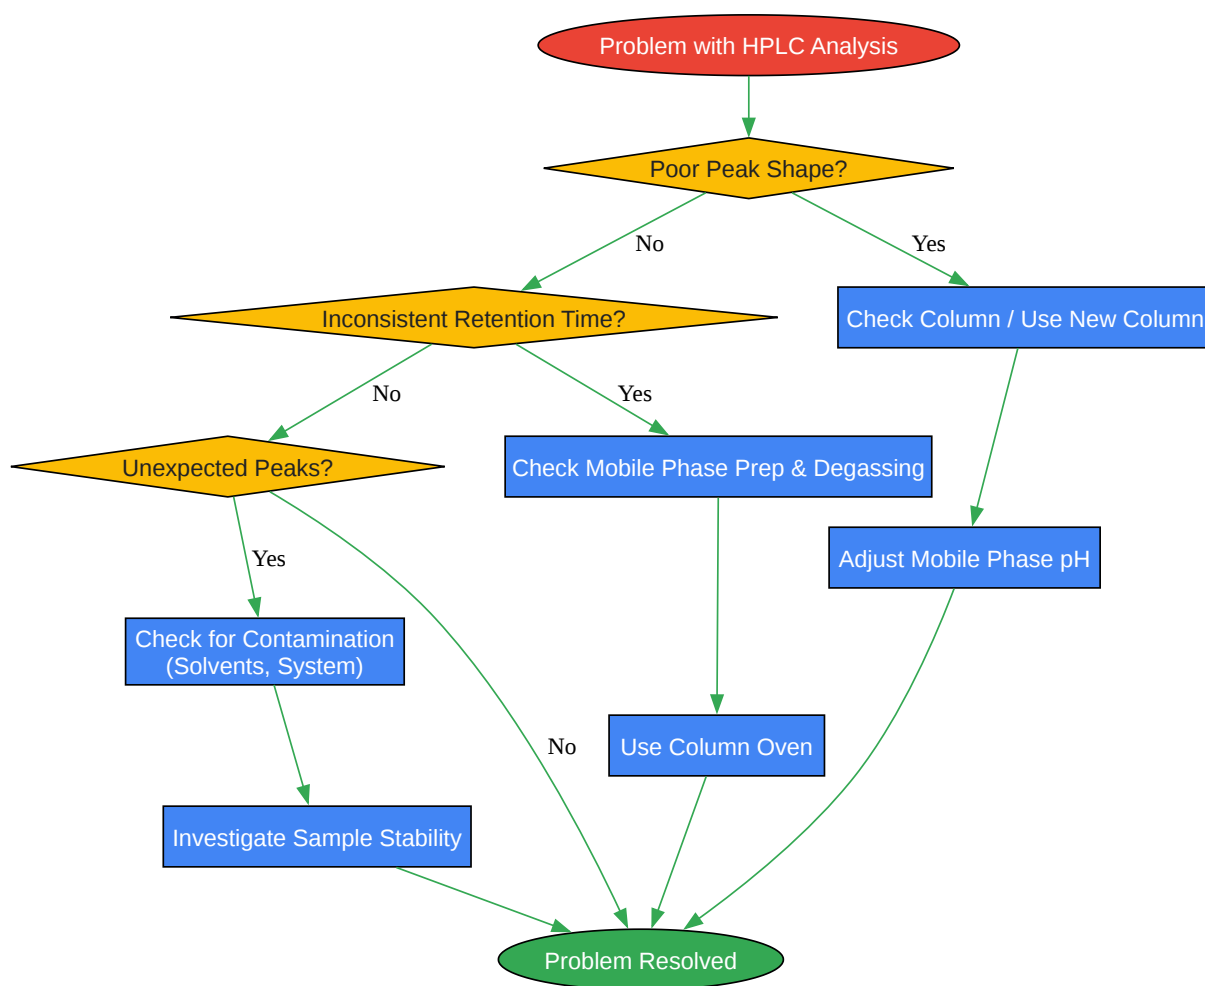 Problem with HPLC Analysis
Poor Peak Shape?
No
Yes
Inconsistent Retention Time?
Check Column / Use New Column
No
Yes
Unexpected Peaks?
Check Mobile Phase Prep & Degassing
Yes
Adjust Mobile Phase pH
Check for Contamination
(Solvents, System)
No
Use Column Oven
Investigate Sample Stability
Problem Resolved